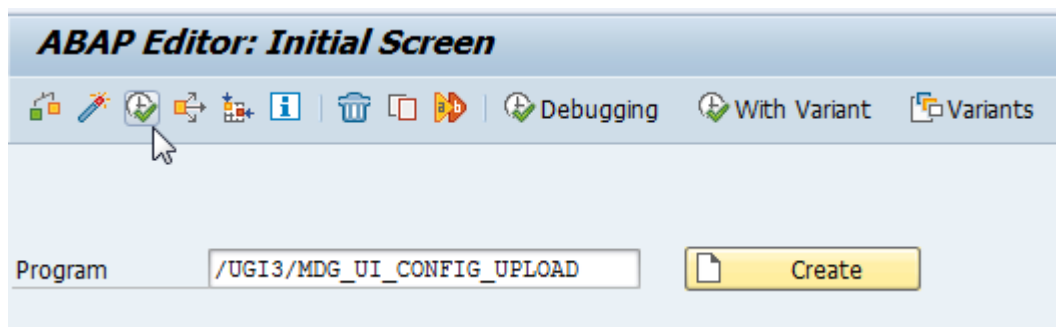 ABAP Editor: Initial Screen
Debugging With Variant Variants
Program /UGI3/MDG_UI_CONFIG_UPLOAD Create